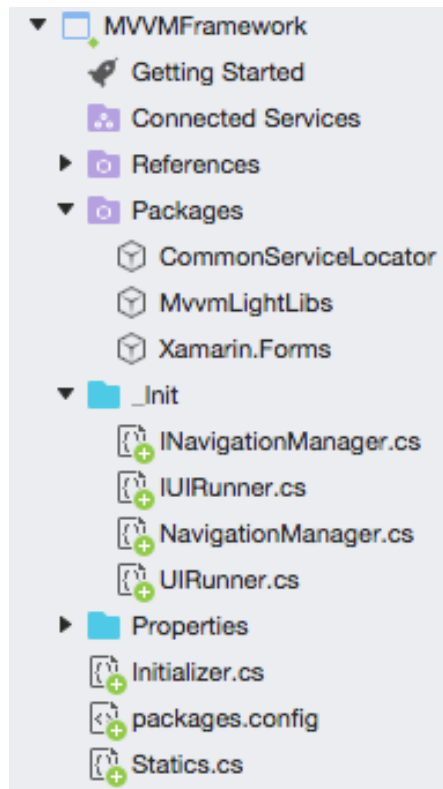 MVVMFramework
Getting Started
Connected Services
References
Packages
CommonServiceLocator
MvvmLightLibs
Xamarin.Forms
_Init
INavigationManager.cs
IUIRunner.cs
NavigationManager.cs
UIRunner.cs
Properties
Initializer.cs
packages.config
Statics.cs